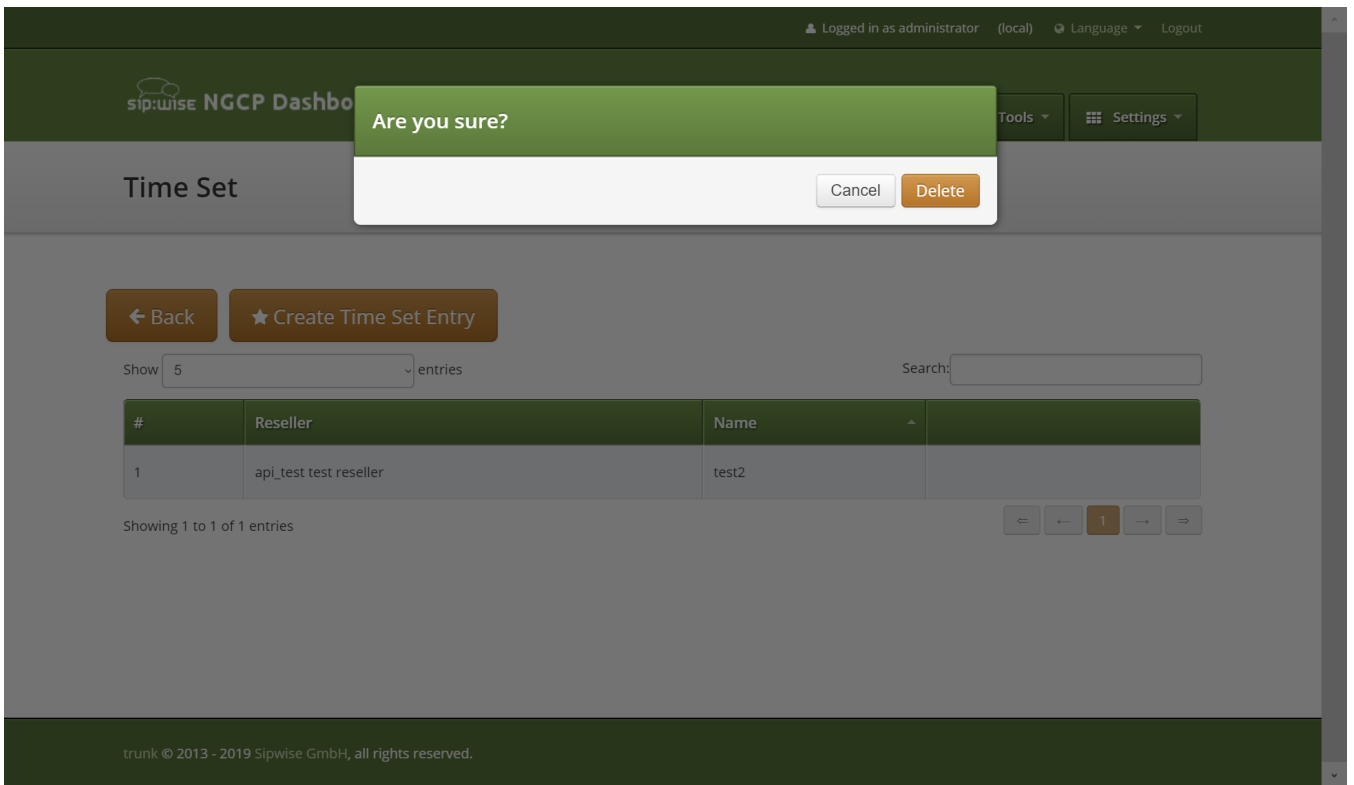 Logged in as administrator (local) Language Logout
sip:wise NGCP Dashbo
Are you sure?
Tools Settings
Time Set
Cancel Delete
← Back ★ Create Time Set Entry
Show 5 entries Search:
# Reseller Name
1 api_test test reseller test2
Showing 1 to 1 of 1 entries
⇐ ← 1 → ⇒
trunk © 2013 - 2019 Sipwise GmbH, all rights reserved.